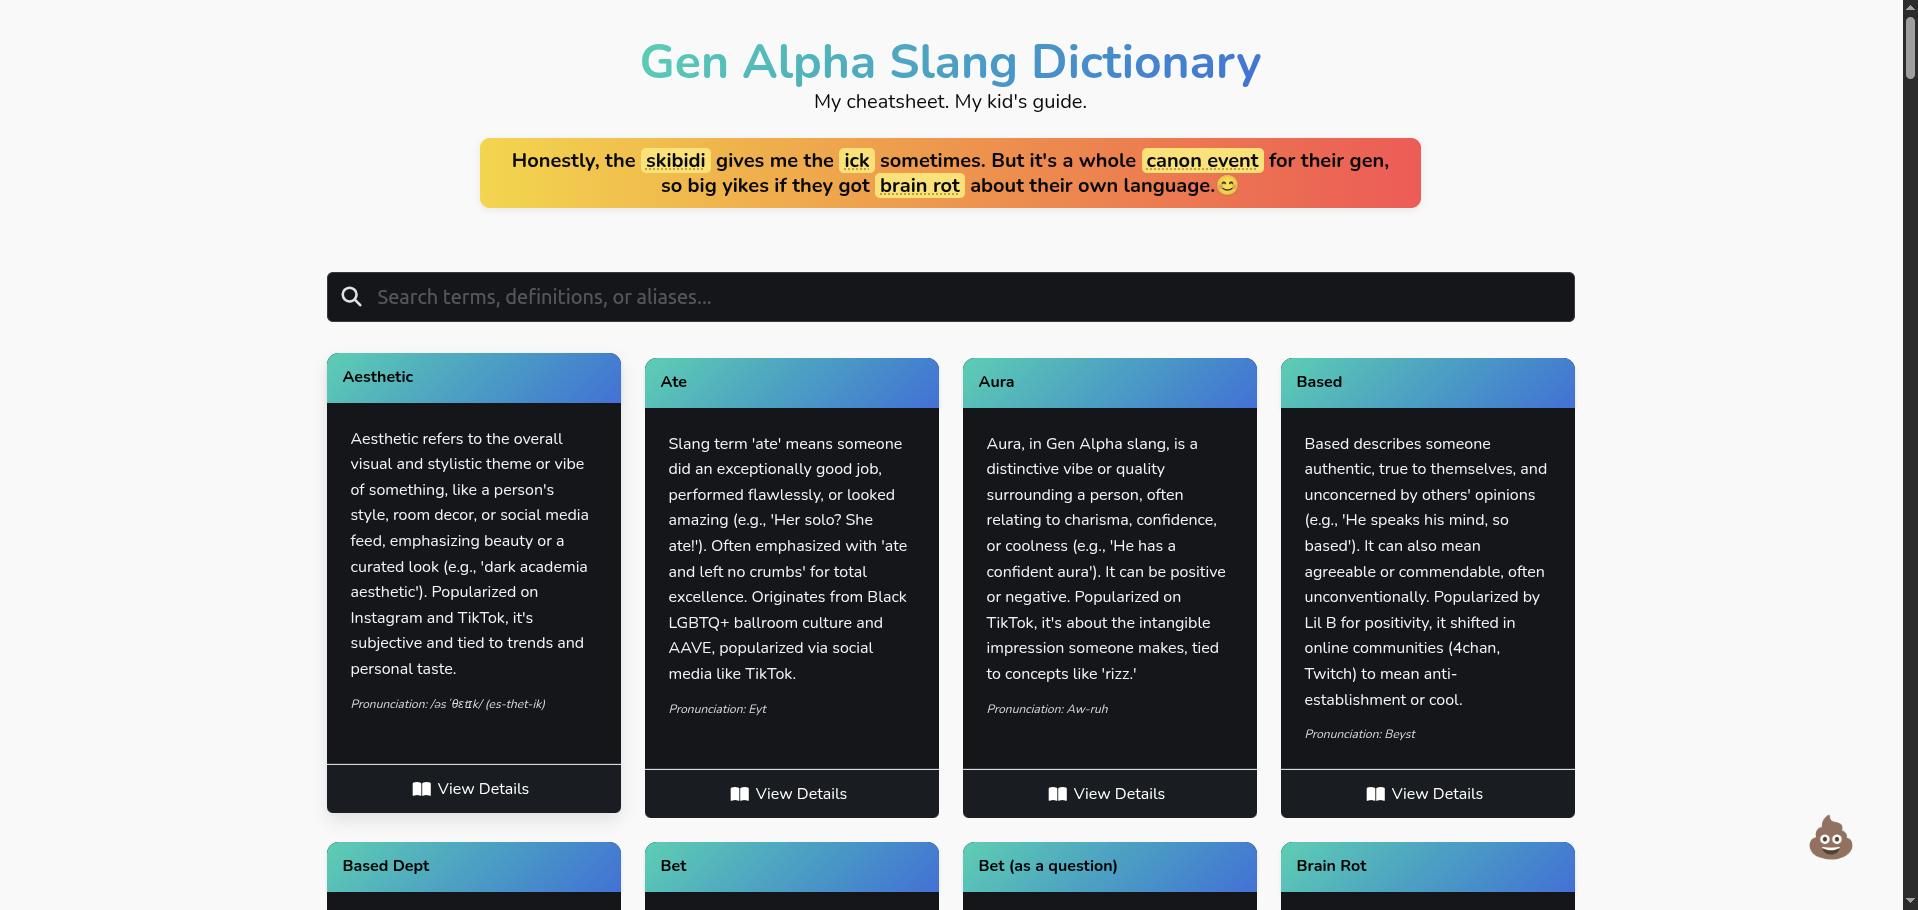 Gen Alpha Slang Dictionary
My cheatsheet. My kid's guide.
Honestly, the skibidi gives me the ick sometimes. But it's a whole canon event for their gen,
so big yikes if they got brain rot about their own language.😊
Search terms, definitions, or aliases...
Aesthetic
Aesthetic refers to the overall
visual and stylistic theme or vibe
of something, like a person's
style, room decor, or social media
feed, emphasizing beauty or a
curated look (e.g., 'dark academia
aesthetic'). Popularized on
Instagram and TikTok, it's
subjective and tied to trends and
personal taste.
Pronunciation: /əsˈθɛtɪk/ (es-thet-ik)
View Details
Ate
Slang term 'ate' means someone
did an exceptionally good job,
performed flawlessly, or looked
amazing (e.g., 'Her solo? She
ate!'). Often emphasized with 'ate
and left no crumbs' for total
excellence. Originates from Black
LGBTQ+ ballroom culture and
AAVE, popularized via social
media like TikTok.
Pronunciation: Eyt
View Details
Aura
Aura, in Gen Alpha slang, is a
distinctive vibe or quality
surrounding a person, often
relating to charisma, confidence,
or coolness (e.g., 'He has a
confident aura'). It can be positive
or negative. Popularized on
TikTok, it's about the intangible
impression someone makes, tied
to concepts like 'rizz.'
Pronunciation: Aw-ruh
View Details
Based
Based describes someone
authentic, true to themselves, and
unconcerned by others' opinions
(e.g., 'He speaks his mind, so
based'). It can also mean
agreeable or commendable, often
unconventionally. Popularized by
Lil B for positivity, it shifted in
online communities (4chan,
Twitch) to mean anti-
establishment or cool.
Pronunciation: Beyst
View Details
Based Dept
Bet
Bet (as a question)
Brain Rot